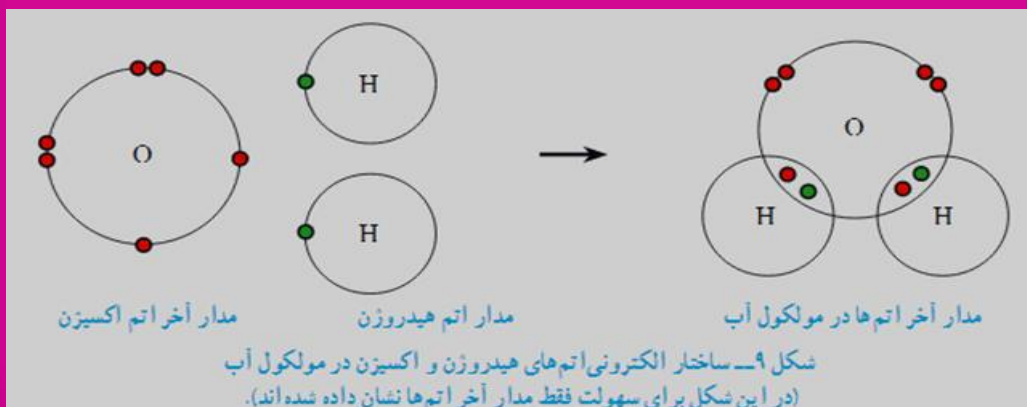 O
H
H
O
H
H
مدار آخر اتم اکسیژن
مدار اتم هیدروژن
مدار آخر اتم‌ها در مولکول آب
شکل ۹ــ ساختار الکترونی اتم‌های هیدروژن و اکسیژن در مولکول آب
(در این شکل برای سهولت فقط مدار آخر اتم‌ها نشان داده شده‌اند).